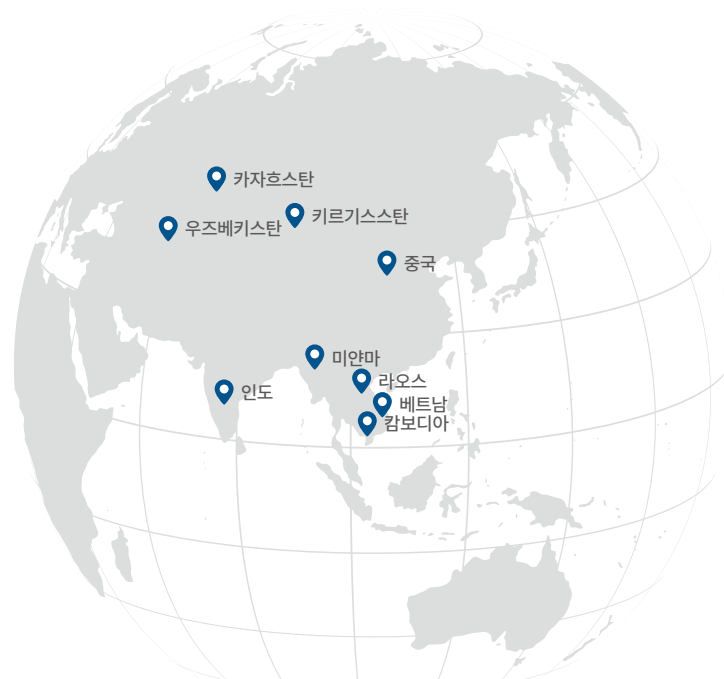 카자흐스탄
키르기스스탄
우즈베키스탄
중국
미얀마
라오스
인도
베트남
캄보디아